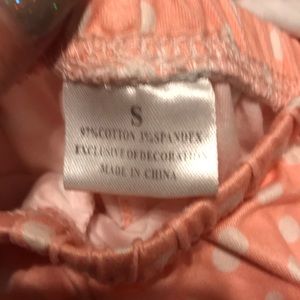 S
97%COTTON 3%SPANDEX
EXCLUSIVE OF DECORATION
MADE IN CHINA